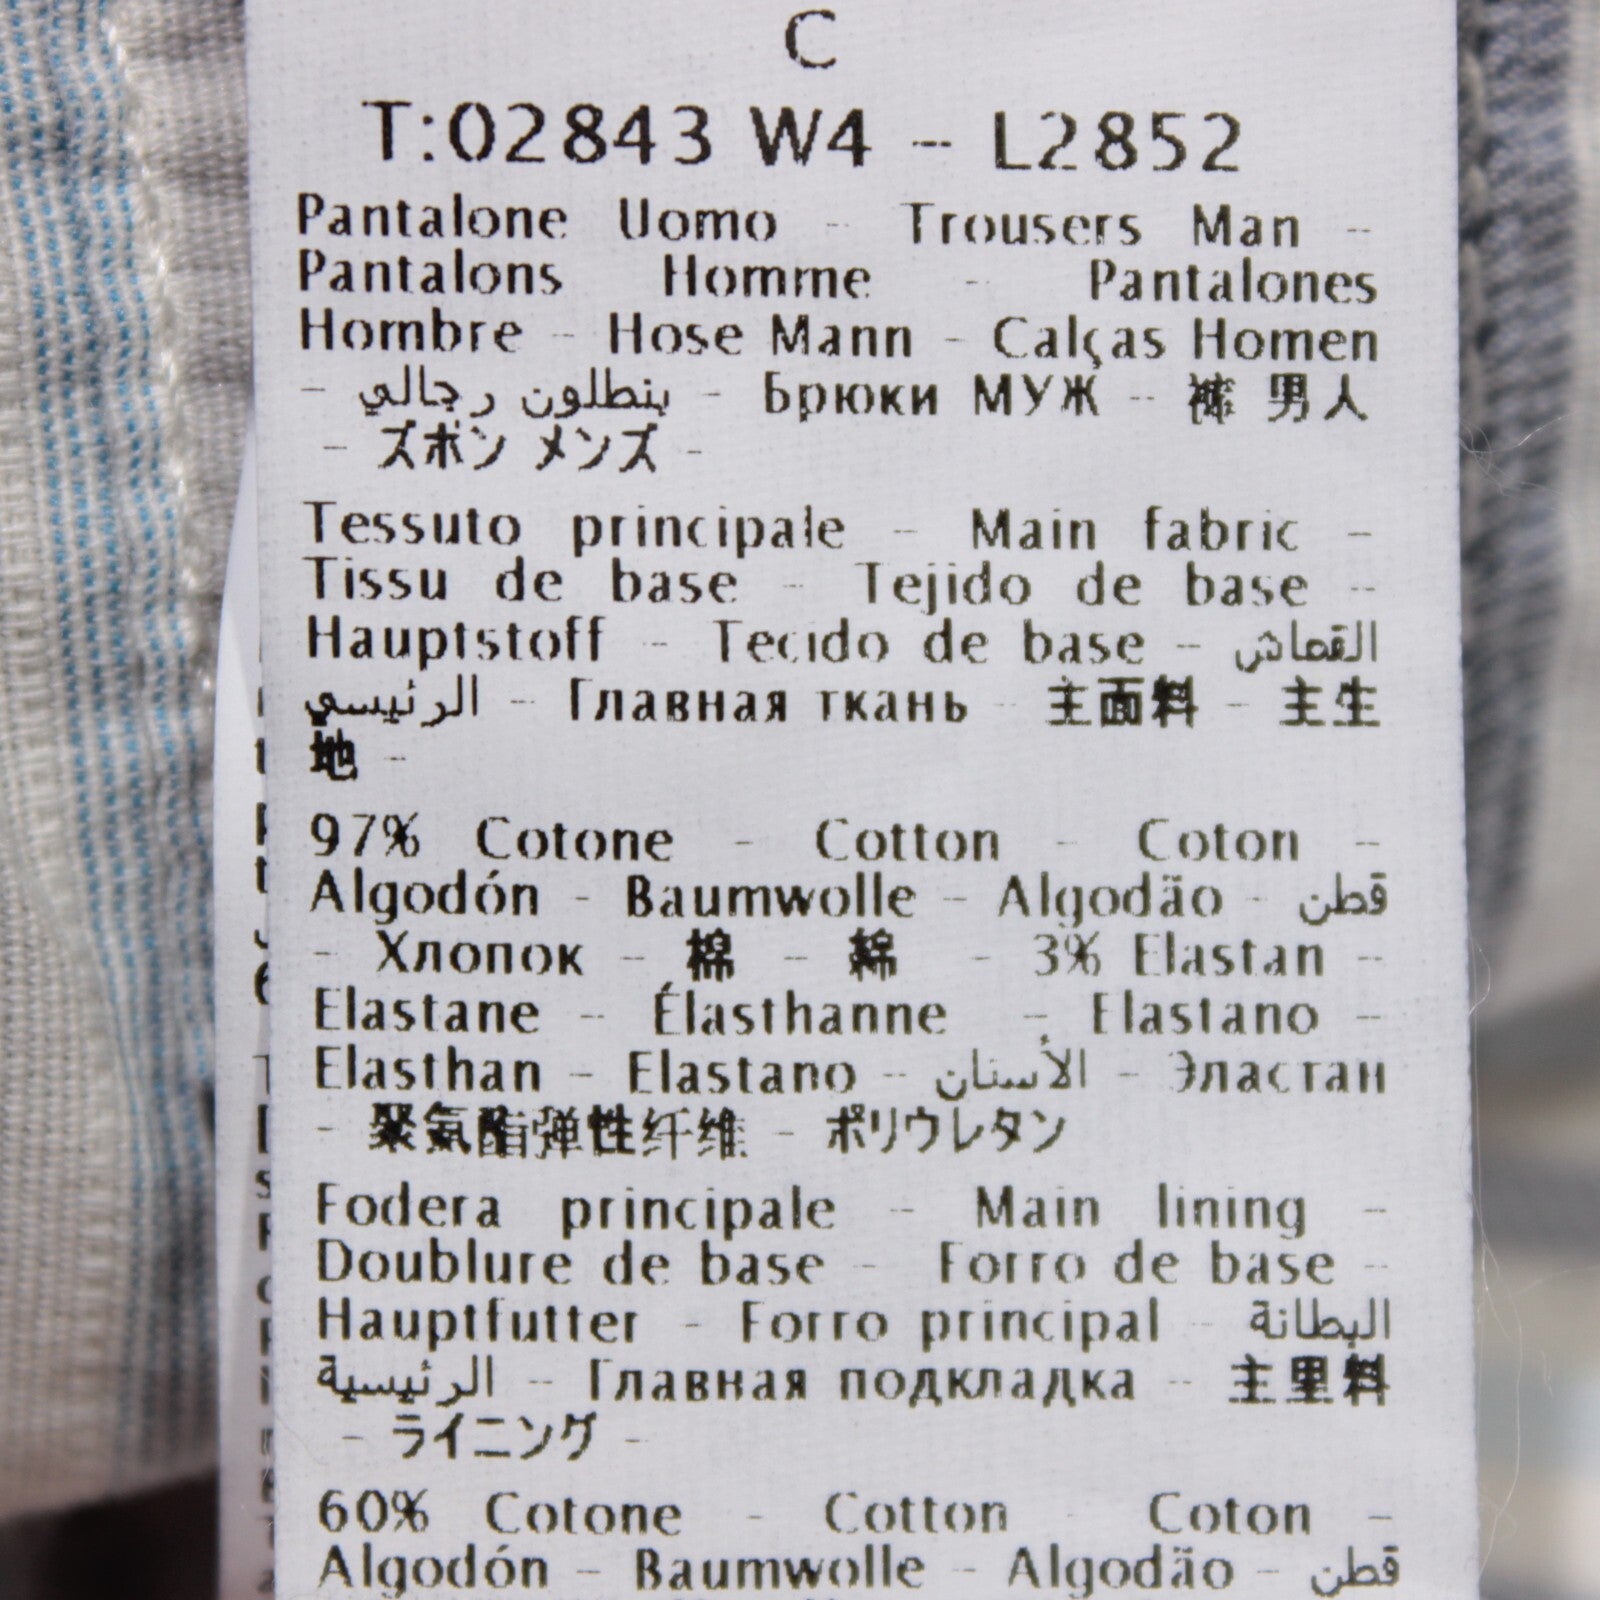 C
T:02843 W4 - L2852
Pantalone Uomo - Trousers Man -
Pantalons Homme - Pantalones
Hombre - Hose Mann - Calças Homen
- بنطلون رجالي - Брюки МУЖ - 裤 男人
- ズボン メンズ -
Tessuto principale - Main fabric -
Tissu de base - Tejido de base -
Hauptstoff - Tecido de base - القماش
الرئيسي - Главная ткань - 主面料 - 主生
地 -
97% Cotone - Cotton - Coton -
Algodón - Baumwolle - Algodão - قطن
- Хлопок - 棉 - 綿 - 3% Elastan -
Elastane - Élasthanne - Elastano -
Elasthan - Elastano - الأسنان - Эластан
- 聚氨酯弹性纤维 - ポリウレタン
Fodera principale - Main lining -
Doublure de base - Forro de base -
Hauptfutter - Forro principal - البطانة
الرئيسية - Главная подкладка - 主里料
- ライニング -
60% Cotone - Cotton - Coton -
Algodón - Baumwolle - Algodão - قطن